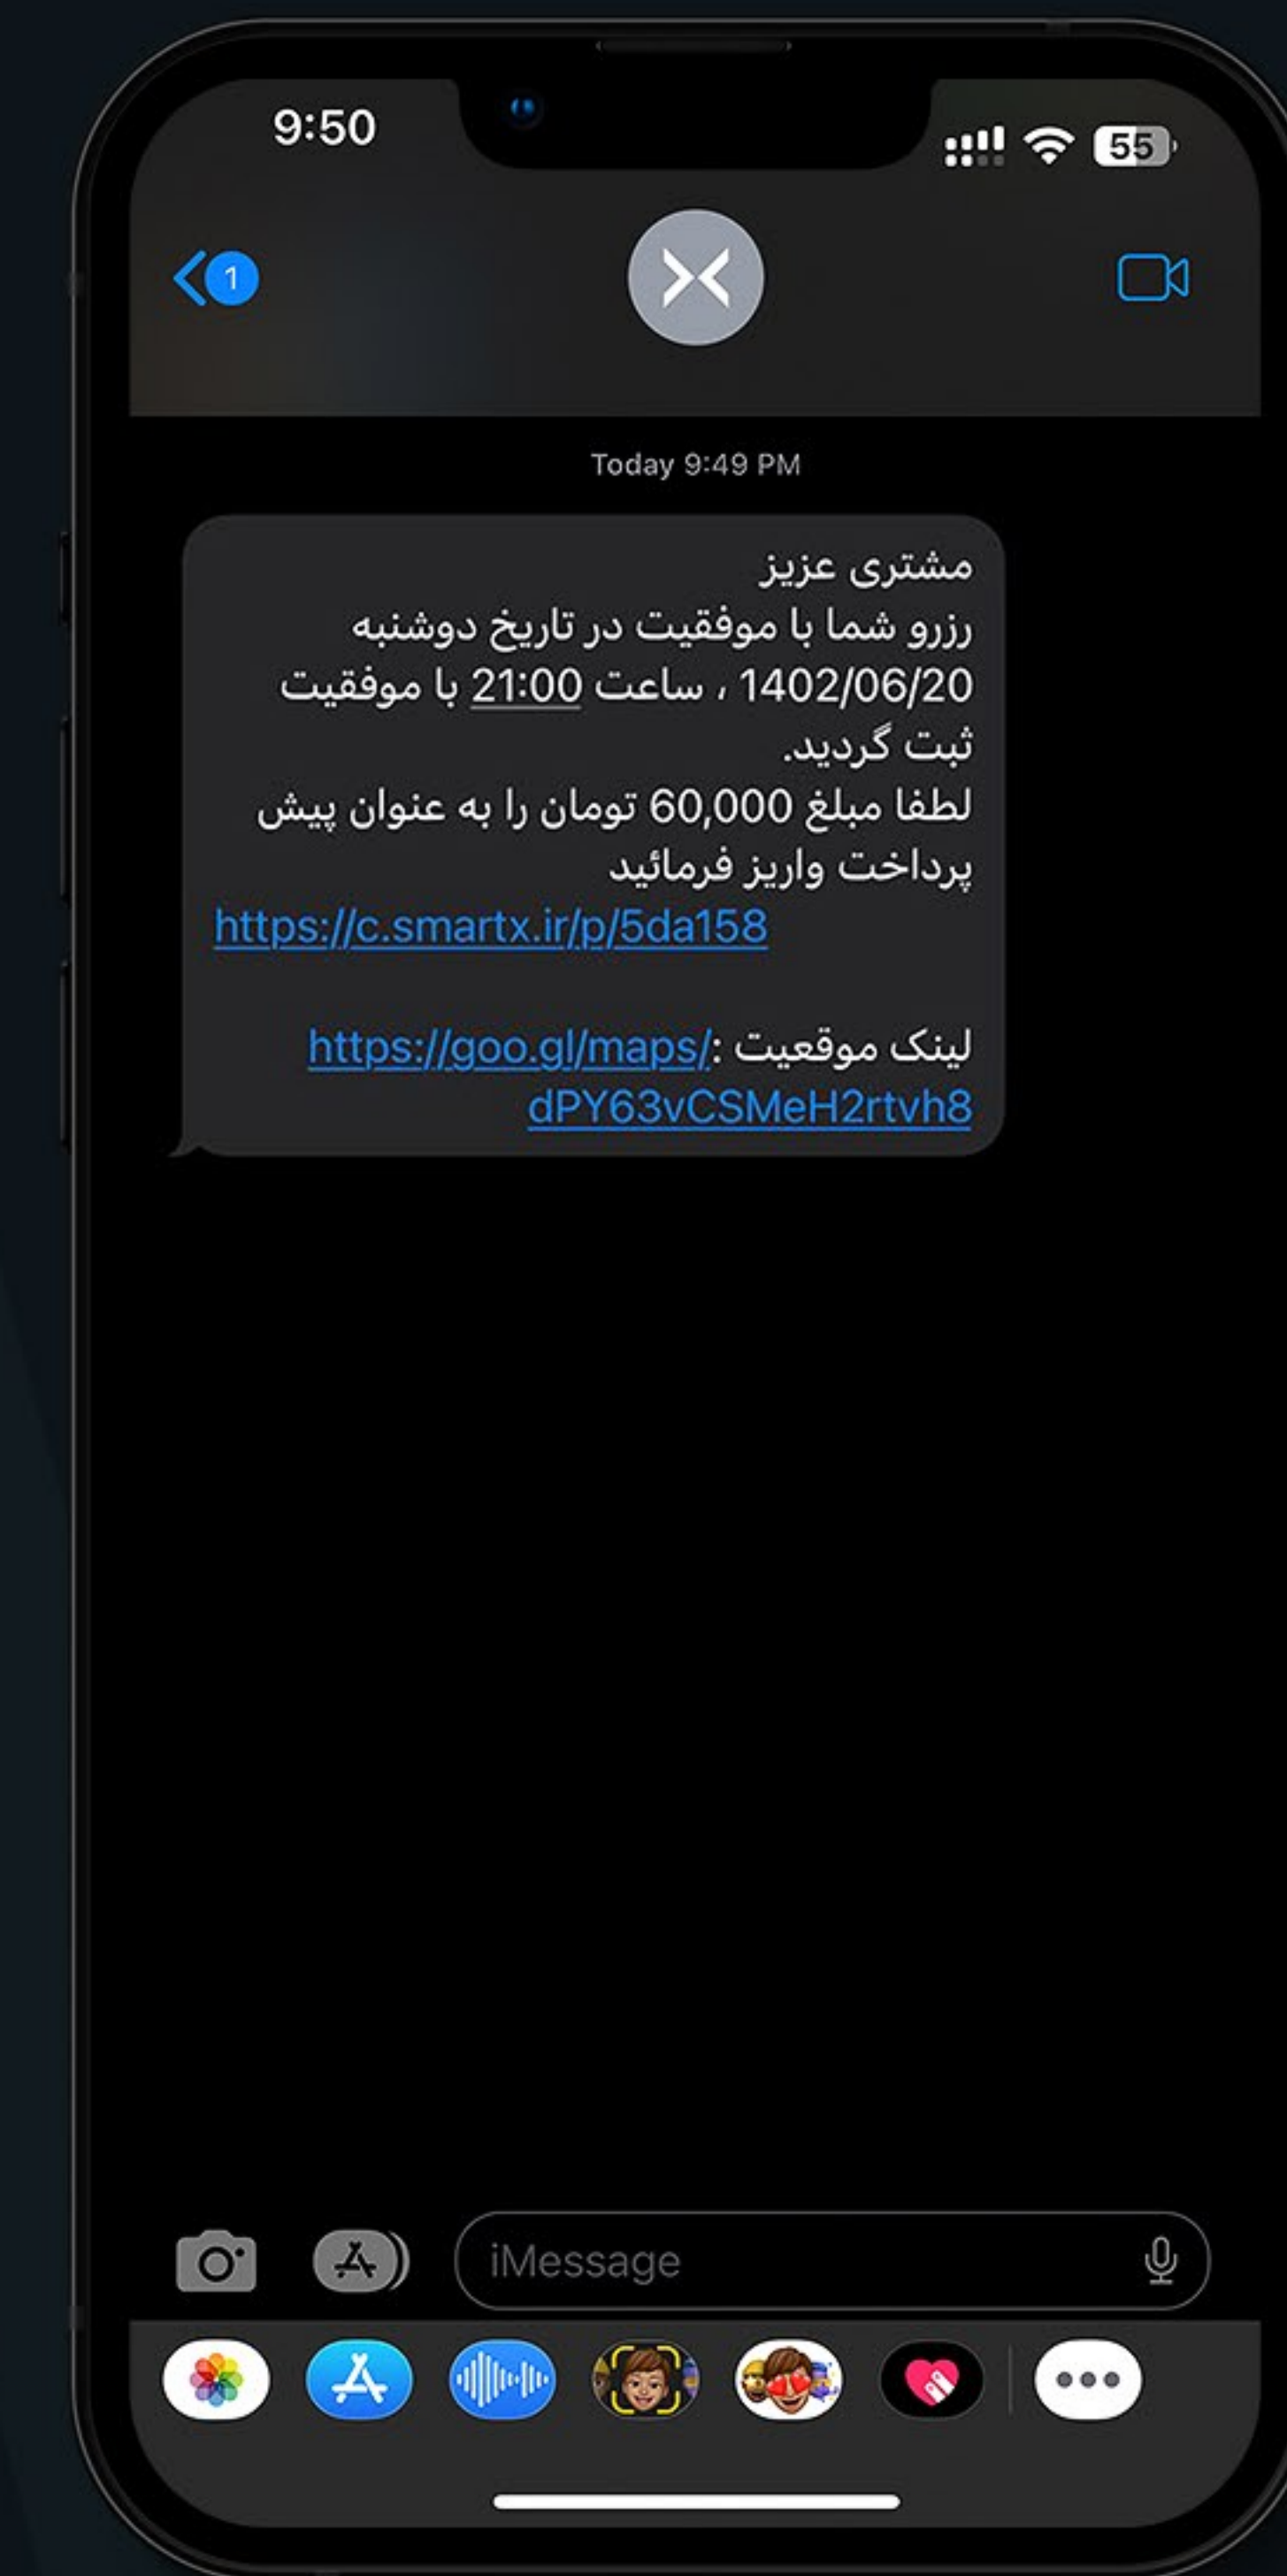 9:50
55
1
Today 9:49 PM
مشتری عزیز
رزرو شما با موفقیت در تاریخ دوشنبه
1402/06/20 ، ساعت 21:00 با موفقیت
ثبت گردید.
لطفا مبلغ 60,000 تومان را به عنوان پیش
پرداخت واریز فرمائید
https://c.smartx.ir/p/5da158
لینک موقعیت :https://goo.gl/maps/
dPY63vCSMeH2rtvh8
iMessage